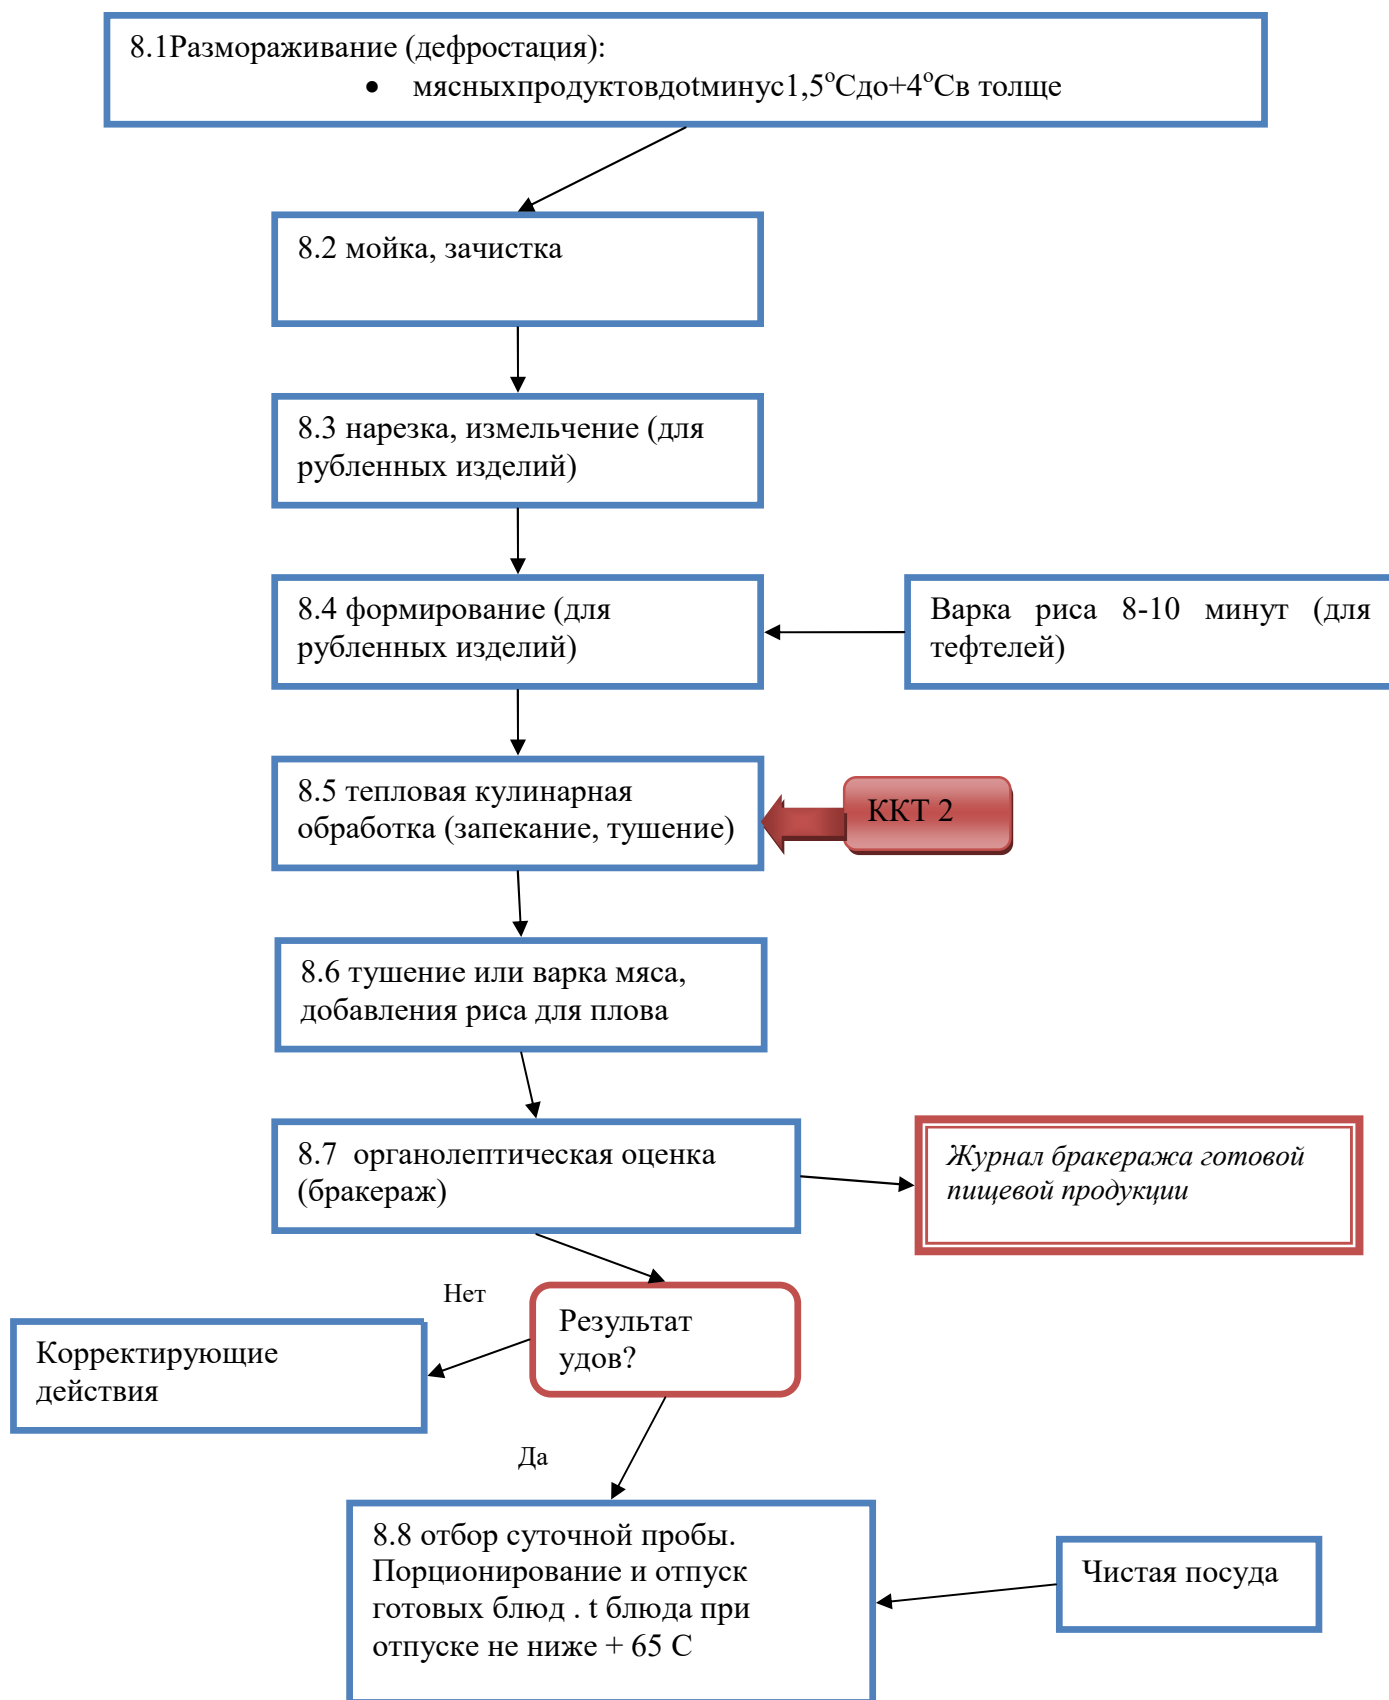 8.1Размораживание (дефростация):
• мясныхпродуктовдоtминус1,5°Сдо+4°Св толще
8.2 мойка, зачистка
8.3 нарезка, измельчение (для
рубленных изделий)
8.4 формирование (для
рубленных изделий)
Варка риса 8-10 минут (для
тефтелей)
8.5 тепловая кулинарная
обработка (запекание, тушение)
ККТ 2
8.6 тушение или варка мяса,
добавления риса для плова
8.7 органолептическая оценка
(бракераж)
Журнал бракеража готовой
пищевой продукции
Нет
Результат
удов?
Корректирующие
действия
Да
8.8 отбор суточной пробы.
Порционирование и отпуск
готовых блюд . t блюда при
отпуске не ниже + 65 С
Чистая посуда